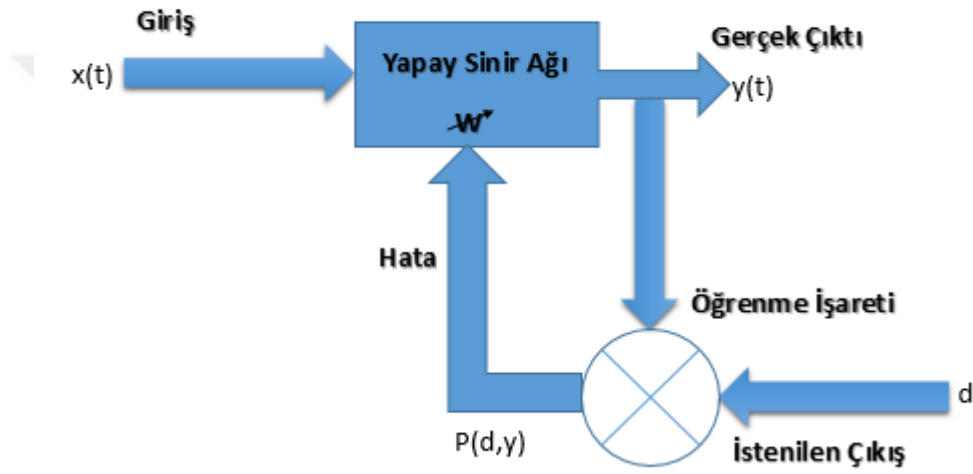 Giriş
x(t)
Yapay Sinir Ağı
W
Gerçek Çıktı
y(t)
Hata
Öğrenme İşareti
P(d,y)
d
İstenilen Çıkış